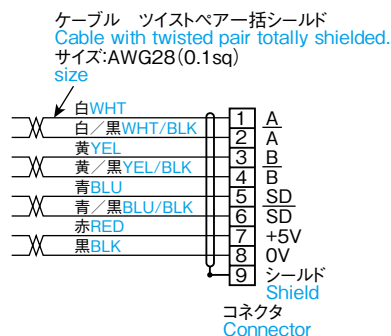 ケーブル　ツイストペアー一括シールド
Cable with twisted pair totally shielded.
サイズ:AWG28(0.1sq)
size
白WHT 1 A
白／黒WHT/BLK 2 A̅
黄YEL 3 B
黄／黒YEL/BLK 4 B̅
青BLU 5 SD
青／黒BLU/BLK 6 S̅D̅
赤RED 7 +5V
黒BLK 8 0V
9 シールド
Shield
コネクタ
Connector